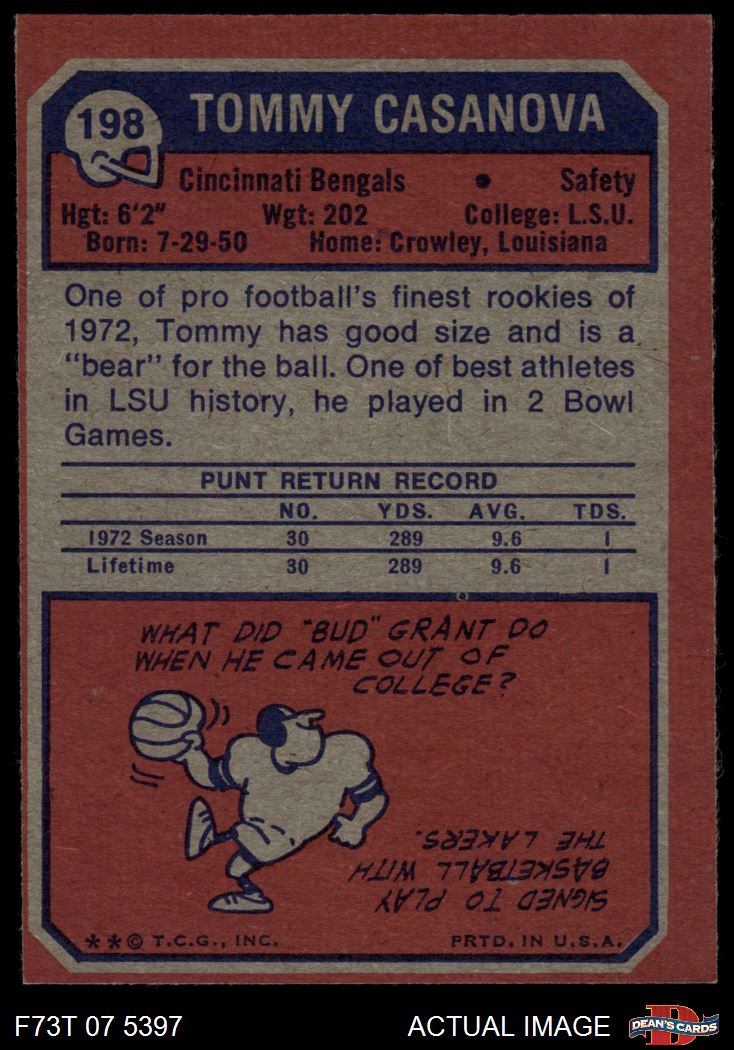 198
TOMMY CASANOVA
Cincinnati Bengals • Safety
Hgt: 6'2" Wgt: 202 College: L.S.U.
Born: 7-29-50 Home: Crowley, Louisiana
One of pro football's finest rookies of
1972, Tommy has good size and is a
"bear" for the ball. One of best athletes
in LSU history, he played in 2 Bowl
Games.
PUNT RETURN RECORD
NO. YDS. AVG. TDS.
1972 Season 30 289 9.6 1
Lifetime 30 289 9.6 1
WHAT DID "BUD" GRANT DO
WHEN HE CAME OUT OF
COLLEGE?
SIGNED TO PLAY
BASKETBALL WITH
THE LAKERS.
**© T.C.G., INC. PRTD. IN U.S.A.
F73T 07 5397 ACTUAL IMAGE
D
DEAN'S CARDS